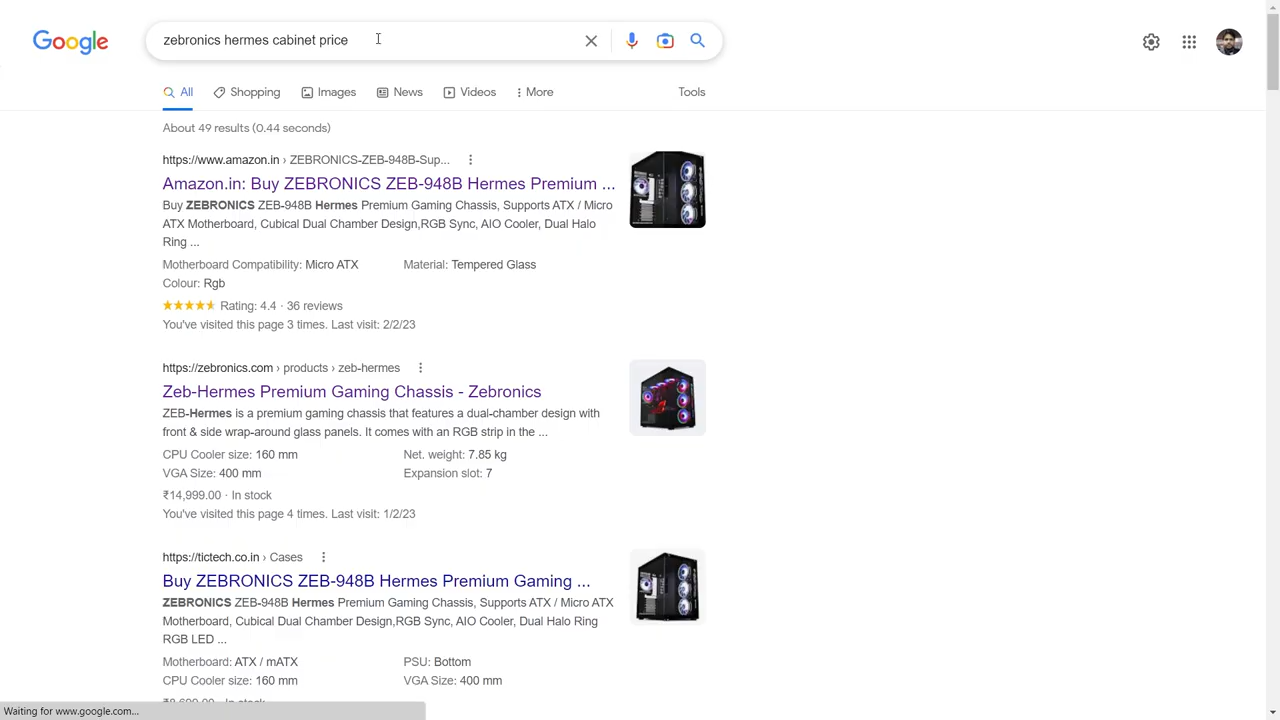 Google
zebronics hermes cabinet price
All
Shopping
Images
News
Videos
More
Tools
About 49 results (0.44 seconds)
https://www.amazon.in › ZEBRONICS-ZEB-948B-Sup...
Amazon.in: Buy ZEBRONICS ZEB-948B Hermes Premium ...
Buy ZEBRONICS ZEB-948B Hermes Premium Gaming Chassis, Supports ATX / Micro
ATX Motherboard, Cubical Dual Chamber Design,RGB Sync, AIO Cooler, Dual Halo
Ring ...
Motherboard Compatibility: Micro ATX
Material: Tempered Glass
Colour: Rgb
Rating: 4.4 · 36 reviews
You've visited this page 3 times. Last visit: 2/2/23
https://zebronics.com › products › zeb-hermes
Zeb-Hermes Premium Gaming Chassis - Zebronics
ZEB-Hermes is a premium gaming chassis that features a dual-chamber design with
front & side wrap-around glass panels. It comes with an RGB strip in the ...
CPU Cooler size: 160 mm
Net. weight: 7.85 kg
VGA Size: 400 mm
Expansion slot: 7
₹14,999.00 · In stock
You've visited this page 4 times. Last visit: 1/2/23
https://tictech.co.in › Cases
Buy ZEBRONICS ZEB-948B Hermes Premium Gaming ...
ZEBRONICS ZEB-948B Hermes Premium Gaming Chassis, Supports ATX / Micro ATX
Motherboard, Cubical Dual Chamber Design,RGB Sync, AIO Cooler, Dual Halo Ring
RGB LED ...
Motherboard: ATX / mATX
PSU: Bottom
CPU Cooler size: 160 mm
VGA Size: 400 mm
In stock
Waiting for www.google.com...